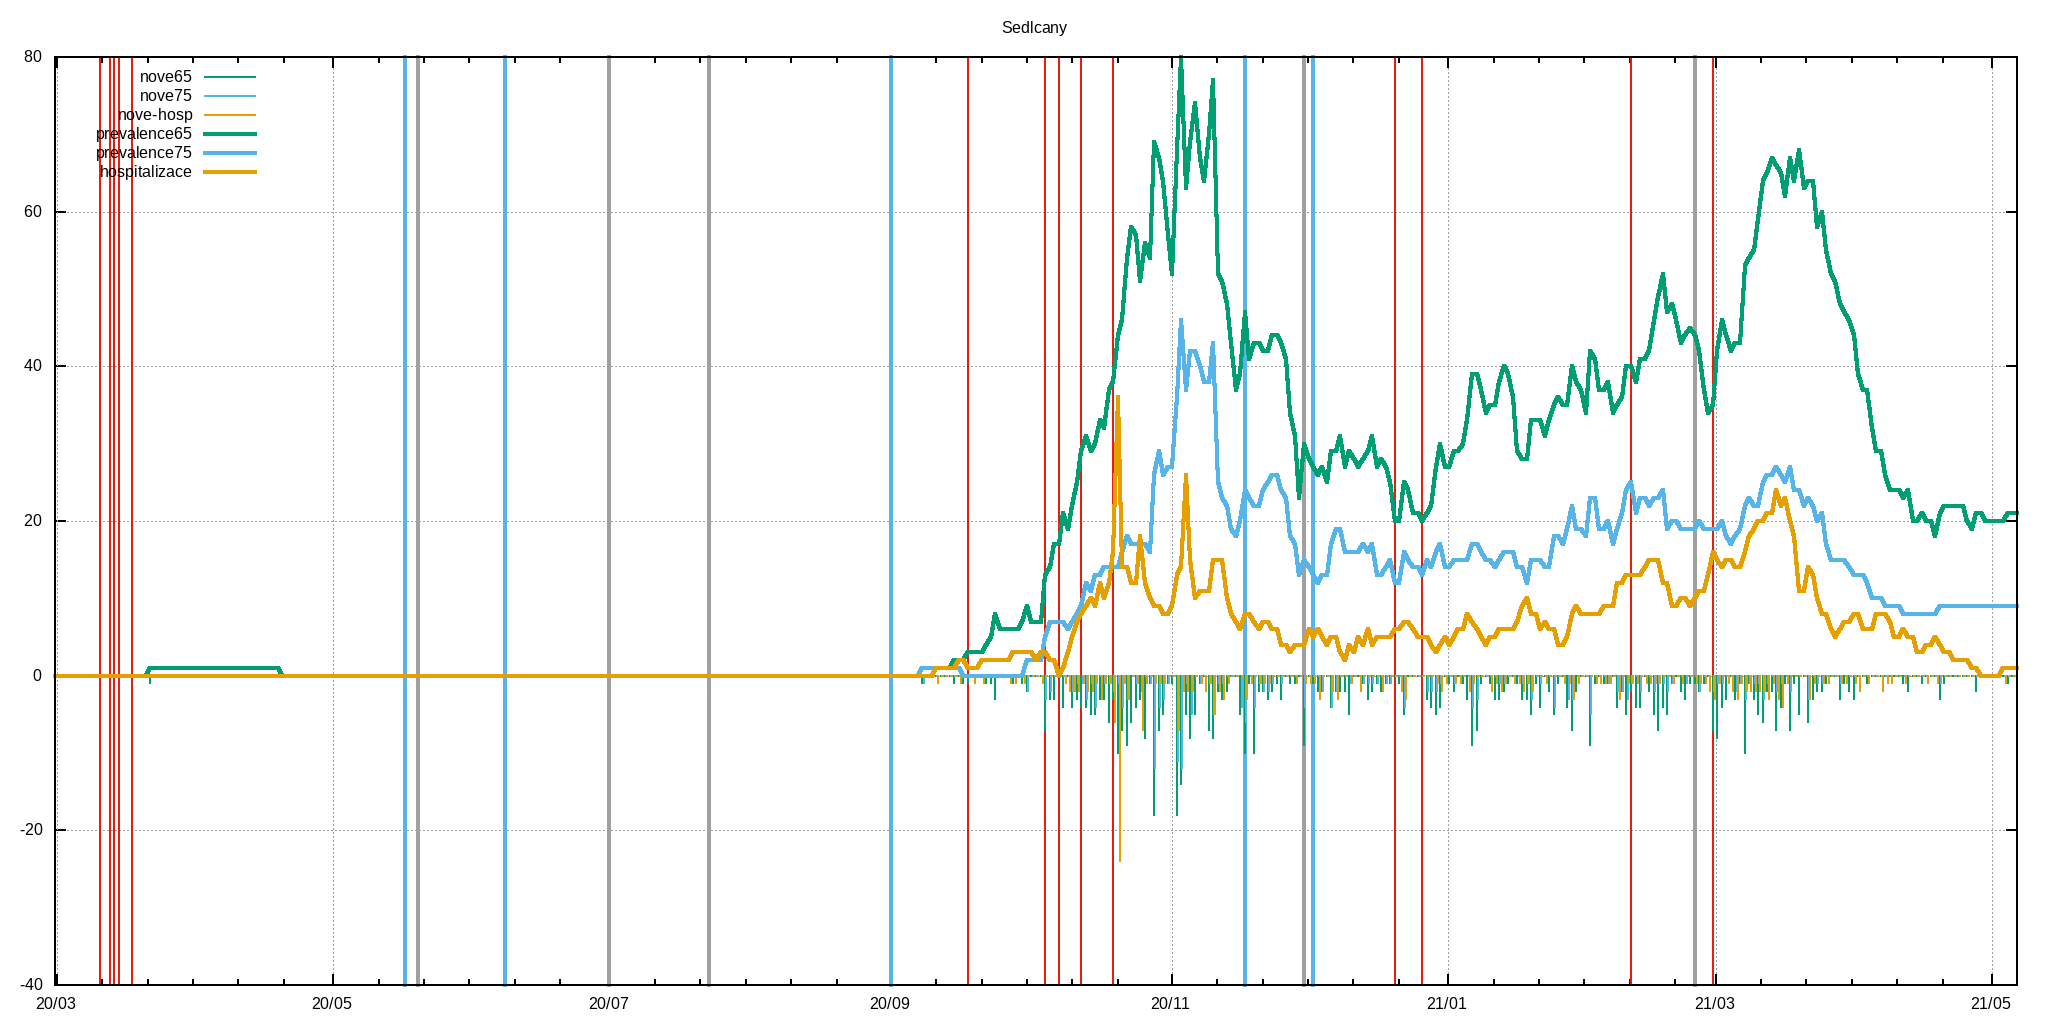 Sedlcany
80
nove65
nove75
nove-hosp
prevalence65
prevalence75
hospitalizace
60
40
20
0
-20
-40
20/03 20/05 20/07 20/09 20/11 21/01 21/03 21/05